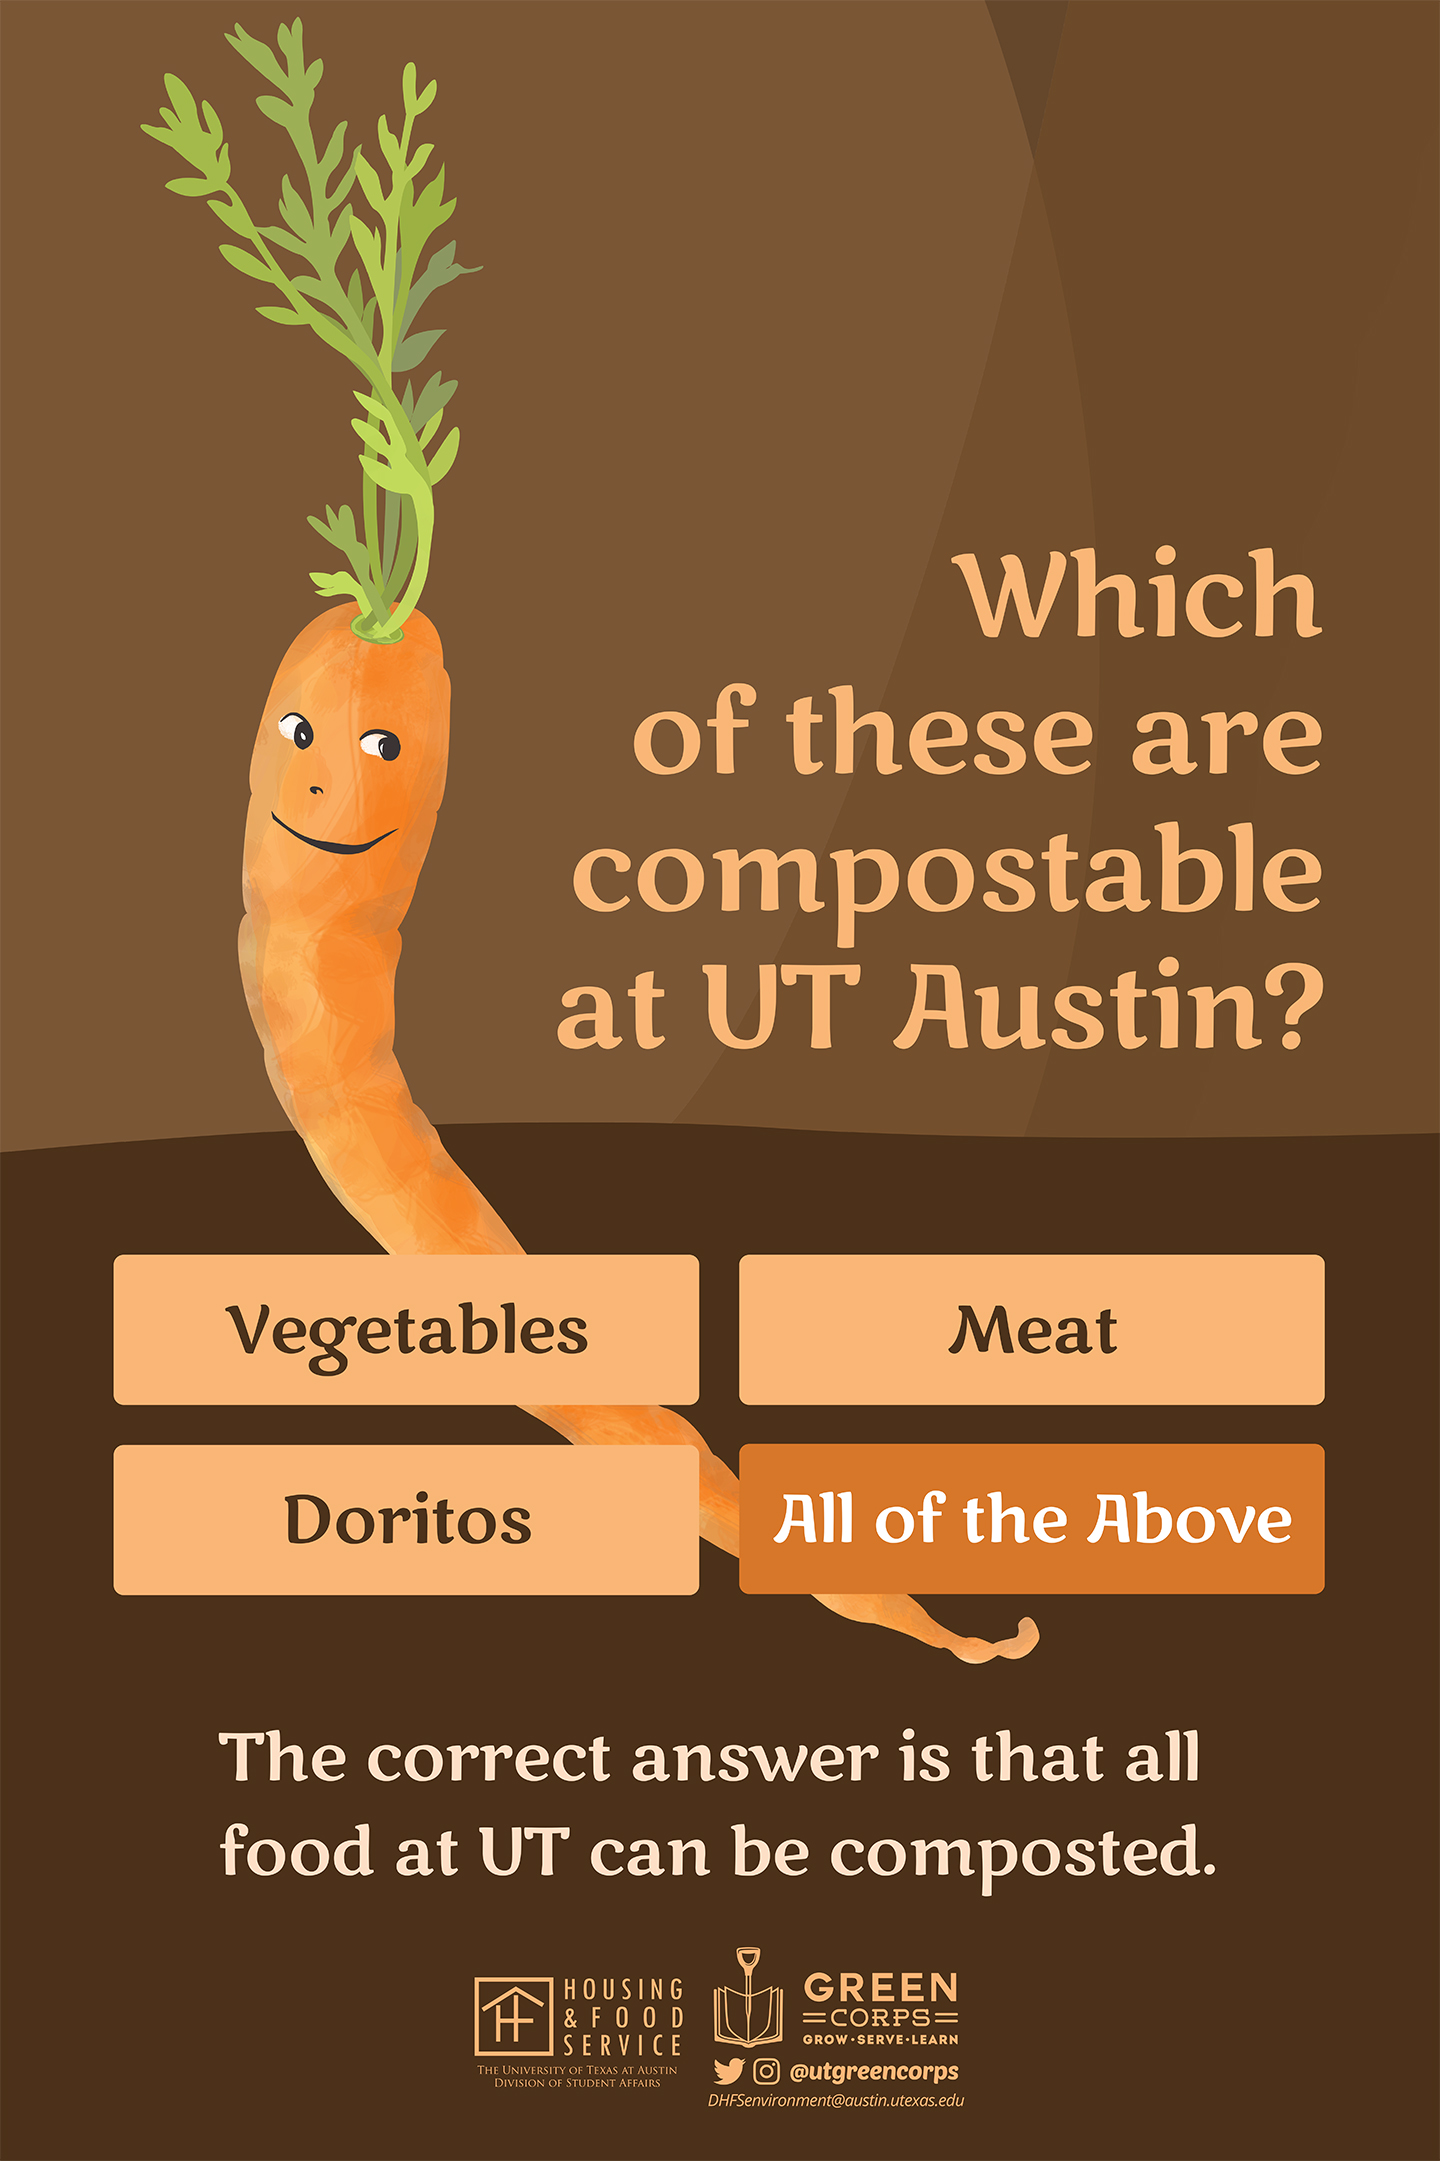 Which
of these are
compostable
at UT Austin?
Vegetables
Meat
Doritos
All of the Above
The correct answer is that all
food at UT can be composted.
HOUSING
& FOOD
SERVICE
THE UNIVERSITY OF TEXAS AT AUSTIN
DIVISION OF STUDENT AFFAIRS
GREEN
CORPS
GROW·SERVE·LEARN
@utgreencorps
DHFSenvironment@austin.utexas.edu